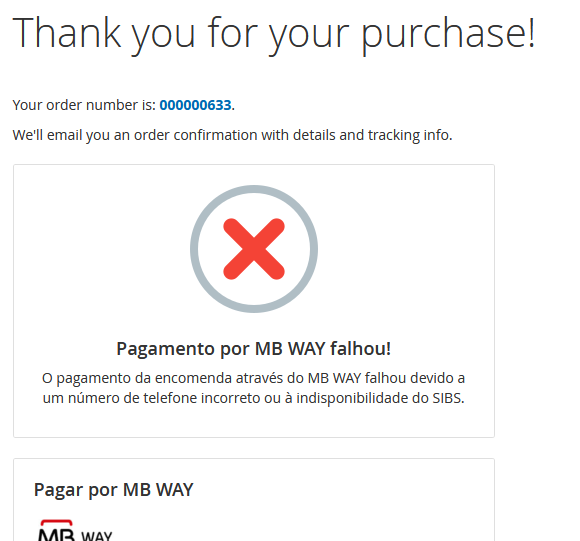 Thank you for your purchase!
Your order number is: 000000633.
We'll email you an order confirmation with details and tracking info.
Pagamento por MB WAY falhou!
O pagamento da encomenda através do MB WAY falhou devido a
um número de telefone incorreto ou à indisponibilidade do SIBS.
Pagar por MB WAY
MB WAY